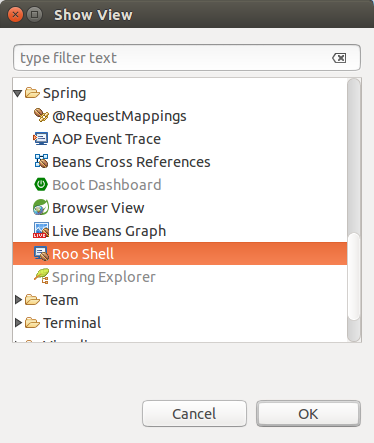 Show View
type filter text
Spring
@RequestMappings
AOP Event Trace
Beans Cross References
Boot Dashboard
Browser View
Live Beans Graph
Roo Shell
Spring Explorer
Team
Terminal
Cancel OK